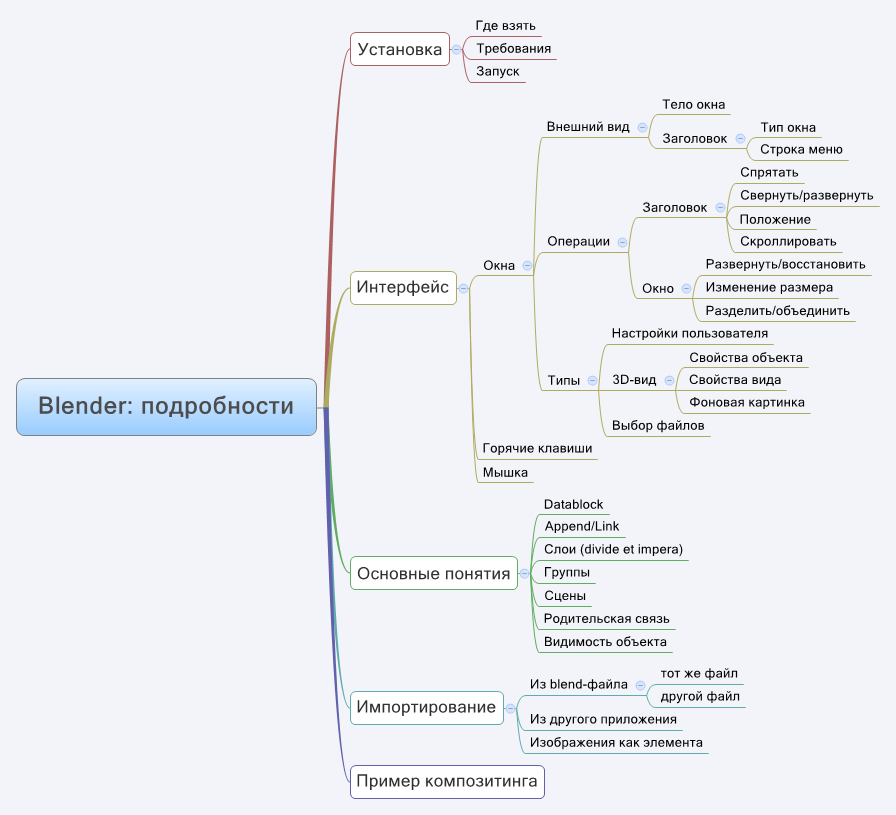 Blender: подробности
Установка
Где взять
Требования
Запуск
Интерфейс
Окна
Внешний вид
Тело окна
Заголовок
Тип окна
Строка меню
Операции
Заголовок
Спрятать
Свернуть/развернуть
Положение
Скроллировать
Окно
Развернуть/восстановить
Изменение размера
Разделить/объединить
Типы
Настройки пользователя
3D-вид
Свойства объекта
Свойства вида
Фоновая картинка
Выбор файлов
Горячие клавиши
Мышка
Основные понятия
Datablock
Append/Link
Слои (divide et impera)
Группы
Сцены
Родительская связь
Видимость объекта
Импортирование
Из blend-файла
тот же файл
другой файл
Из другого приложения
Изображения как элемента
Пример композитинга